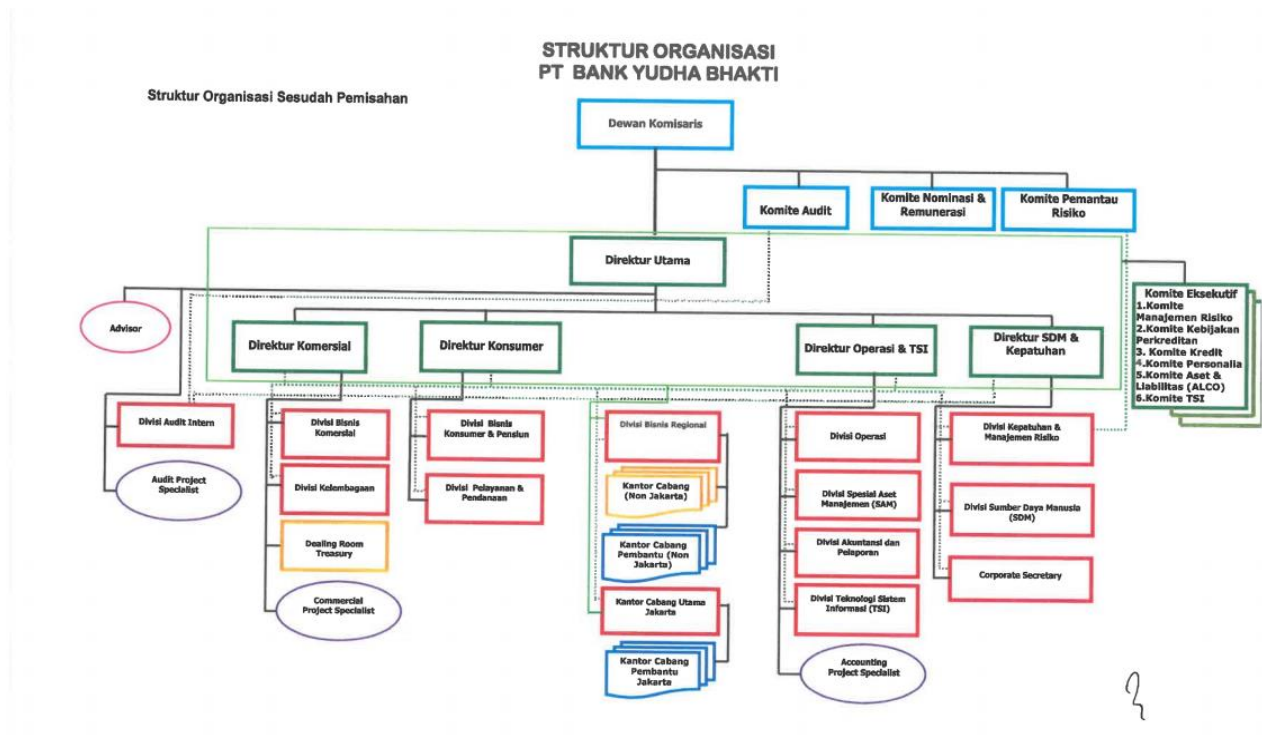 STRUKTUR ORGANISASI
PT BANK YUDHA BHAKTI
Struktur Organisasi Sesudah Pemisahan
Dewan Komisaris
Komite Audit
Komite Nominasi &
Remunerasi
Komite Pemantau
Risiko
Direktur Utama
Komite Eksekutif
1.Komite
Manajemen Risiko
2.Komite Kebijakan
Perkreditan
3. Komite Kredit
4.Komite Personalia
5.Komite Aset &
Liabilitas (ALCO)
6.Komite TSI
Advisor
Direktur Komersial
Direktur Konsumer
Direktur Operasi & TSI
Direktur SDM &
Kepatuhan
Divisi Audit Intern
Audit Project
Specialist
Divisi Bisnis
Komersial
Divisi Kelembagaan
Dealing Room
Treasury
Commercial
Project Specialist
Divisi Bisnis
Konsumer & Pensiun
Divisi Pelayanan &
Pendanaan
Divisi Bisnis Regional
Kantor Cabang
(Non Jakarta)
Kantor Cabang
Pembantu (Non
Jakarta)
Kantor Cabang Utama
Jakarta
Kantor Cabang
Pembantu
Jakarta
Divisi Operasi
Divisi Spesial Aset
Manajemen (SAM)
Divisi Akuntansi dan
Pelaporan
Divisi Teknologi Sistem
Informasi (TSI)
Accounting
Project Specialist
Divisi Kepatuhan &
Manajemen Risiko
Divisi Sumber Daya Manusia
(SDM)
Corporate Secretary